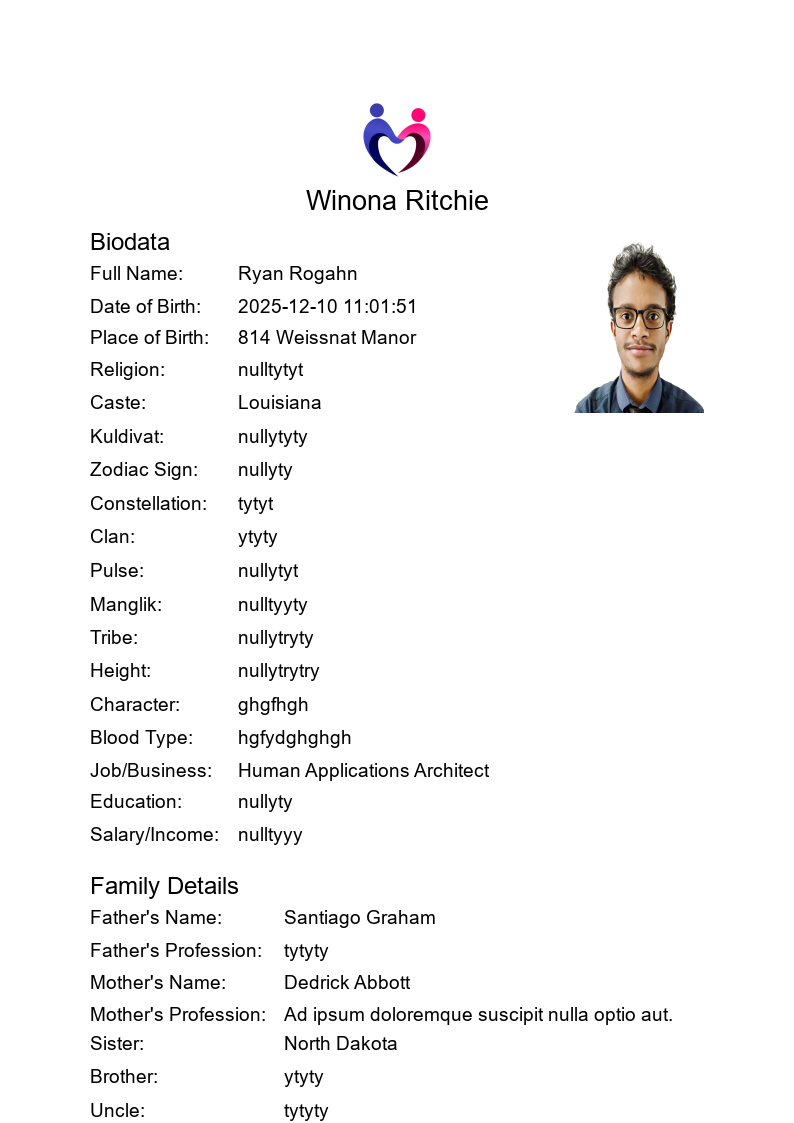 Winona Ritchie
Biodata
Full Name: Ryan Rogahn
Date of Birth: 2025-12-10 11:01:51
Place of Birth: 814 Weissnat Manor
Religion: nulltytyt
Caste: Louisiana
Kuldivat: nullytyty
Zodiac Sign: nullyty
Constellation: tytyt
Clan: ytyty
Pulse: nullytyt
Manglik: nulltyyty
Tribe: nullytryty
Height: nullytrytry
Character: ghgfhgh
Blood Type: hgfydghghgh
Job/Business: Human Applications Architect
Education: nullyty
Salary/Income: nulltyyy
Family Details
Father's Name: Santiago Graham
Father's Profession: tytyty
Mother's Name: Dedrick Abbott
Mother's Profession: Ad ipsum doloremque suscipit nulla optio aut.
Sister: North Dakota
Brother: ytyty
Uncle: tytyty